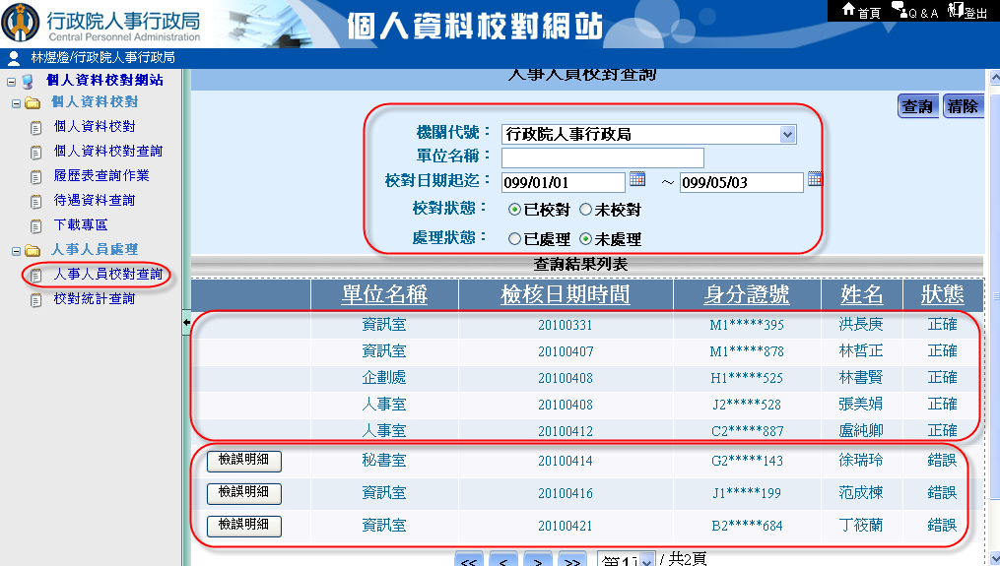 行政院人事行政局
Central Personnel Administration
個人資料校對網站
首頁 Q & A 登出
林煜燈/行政院人事行政局
個人資料校對網站
個人資料校對
個人資料校對
個人資料校對查詢
履歷表查詢作業
待遇資料查詢
下載專區
人事人員處理
人事人員校對查詢
校對統計查詢
人事人員校對查詢
查詢 清除
機關代號： 行政院人事行政局
單位名稱：
校對日期起迄： 099/01/01 ～ 099/05/03
校對狀態： 已校對 未校對
處理狀態： 已處理 未處理
查詢結果列表
單位名稱 檢核日期時間 身分證號 姓名 狀態
資訊室 20100331 M1*****395 洪長庚 正確
資訊室 20100407 M1*****878 林哲正 正確
企劃處 20100408 H1*****525 林書賢 正確
人事室 20100408 J2*****528 張美娟 正確
人事室 20100412 C2*****887 盧純卿 正確
檢誤明細 秘書室 20100414 G2*****143 徐瑞玲 錯誤
檢誤明細 資訊室 20100416 J1*****199 范成棟 錯誤
檢誤明細 資訊室 20100421 B2*****684 丁筱蘭 錯誤
<< < > >> 第1頁 / 共2頁